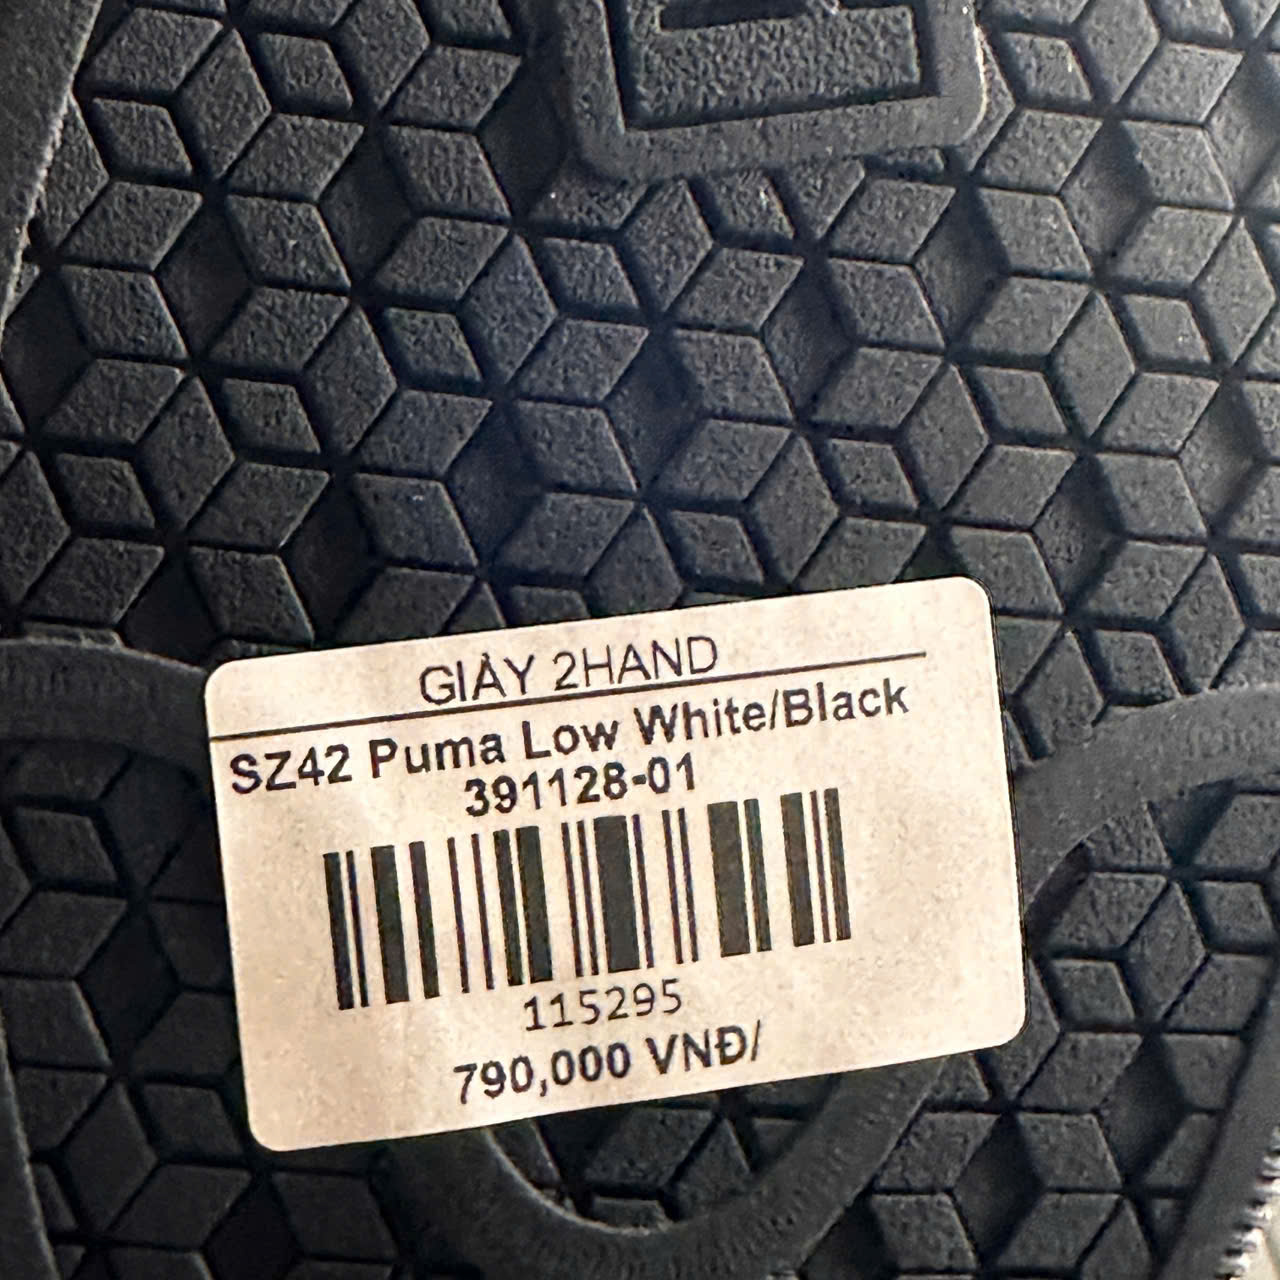 GIÀY 2HAND
SZ42 Puma Low White/Black
391128-01
115295
790,000 VNĐ/